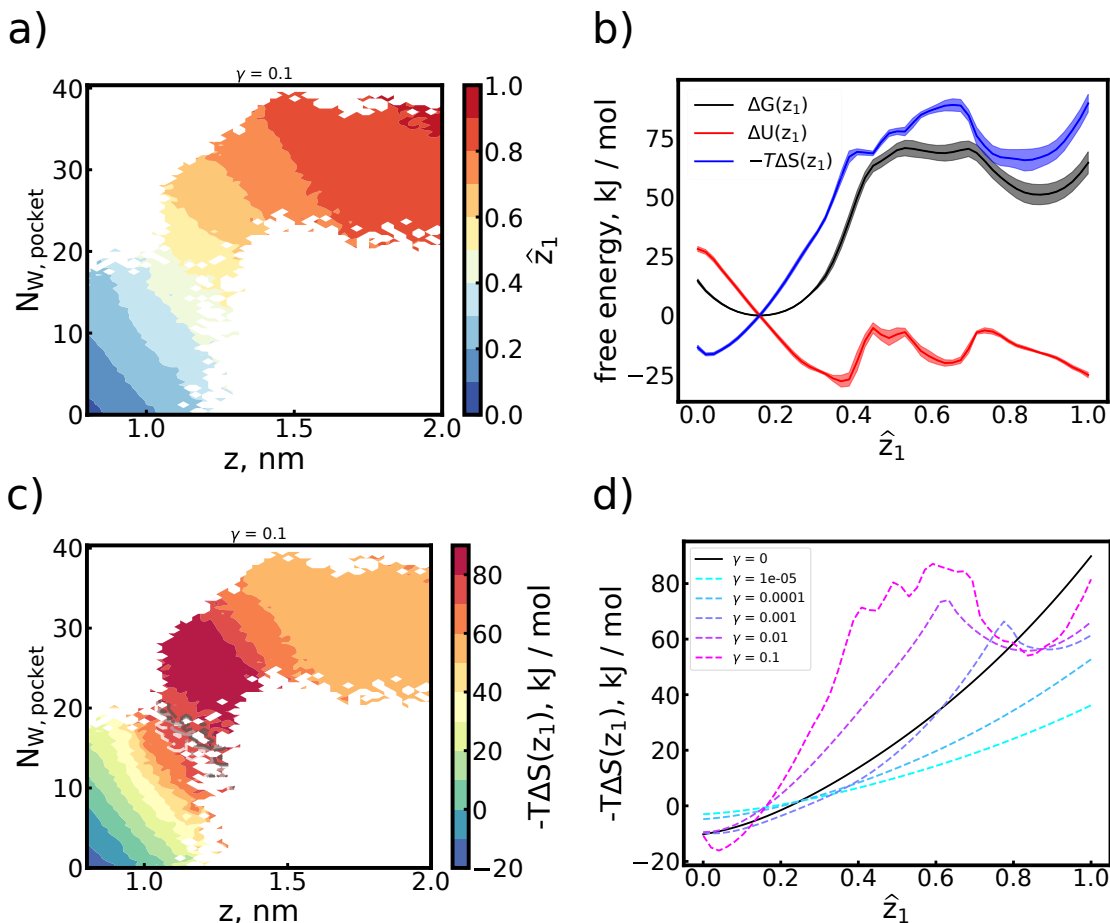 a)
γ = 0.1
40
30
20
10
0
N_W, pocket
1.0
1.5
2.0
z, nm
1.0
0.8
0.6
0.4
0.2
0.0
ẑ₁
b)
ΔG(z₁)
ΔU(z₁)
−TΔS(z₁)
75
50
25
0
−25
free energy, kJ / mol
0.0
0.2
0.4
0.6
0.8
1.0
ẑ₁
c)
γ = 0.1
40
30
20
10
0
N_W, pocket
1.0
1.5
2.0
z, nm
80
60
40
20
0
−20
-TΔS(z₁), kJ / mol
d)
γ = 0
γ = 1e-05
γ = 0.0001
γ = 0.001
γ = 0.01
γ = 0.1
80
60
40
20
0
−20
-TΔS(z₁), kJ / mol
0.0
0.2
0.4
0.6
0.8
1.0
ẑ₁